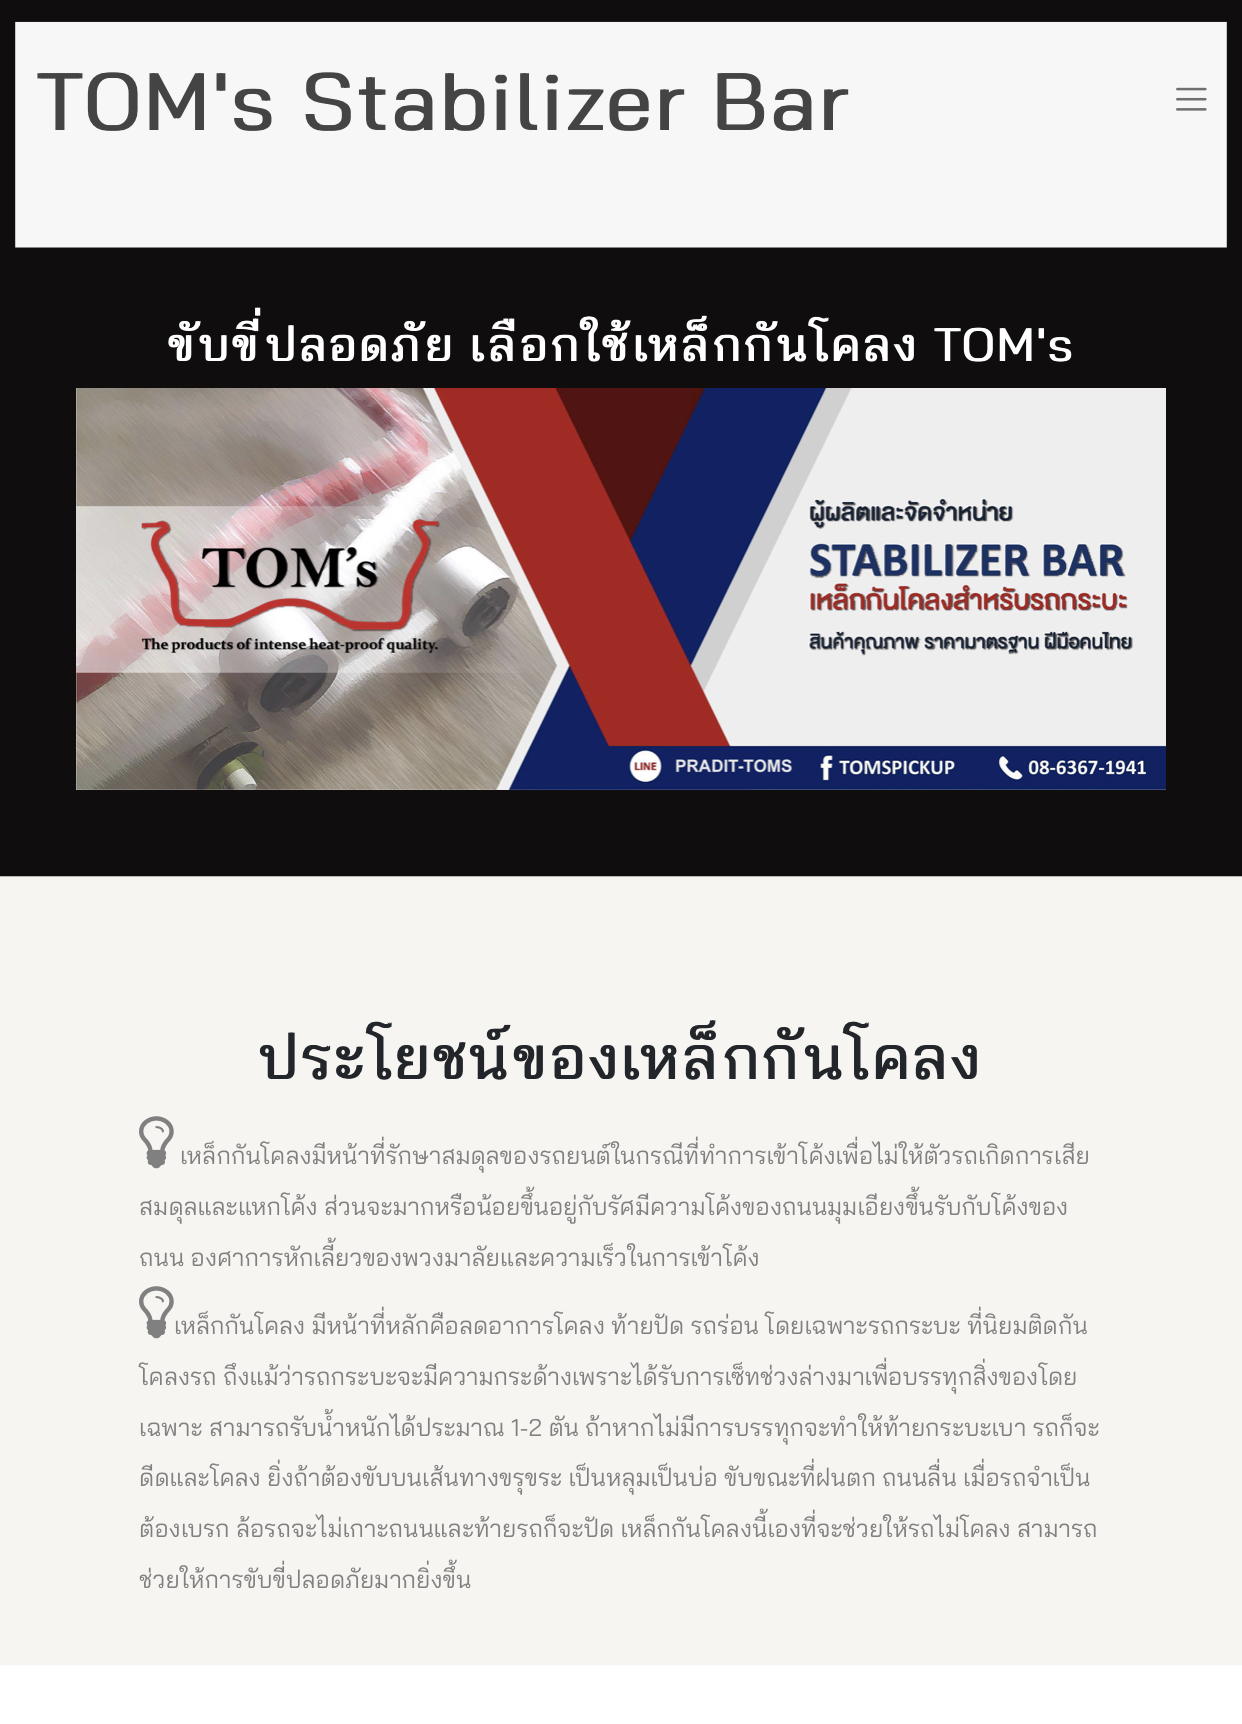 TOM's Stabilizer Bar
ขับขี่ปลอดภัย เลือกใช้เหล็กกันโคลง TOM's
TOM's
The products of intense heat-proof quality.
ผู้ผลิตและจัดจำหน่าย
STABILIZER BAR
เหล็กกันโคลงสำหรับรถกระบะ
สินค้าคุณภาพ ราคามาตรฐาน ฝีมือคนไทย
LINE PRADIT-TOMS f TOMSPICKUP 08-6367-1941
ประโยชน์ของเหล็กกันโคลง
เหล็กกันโคลงมีหน้าที่รักษาสมดุลของรถยนต์ในกรณีที่ทำการเข้าโค้งเพื่อไม่ให้ตัวรถเกิดการเสีย
สมดุลและแหกโค้ง ส่วนจะมากหรือน้อยขึ้นอยู่กับรัศมีความโค้งของถนนมุมเอียงขึ้นรับกับโค้งของ
ถนน องศาการหักเลี้ยวของพวงมาลัยและความเร็วในการเข้าโค้ง
เหล็กกันโคลง มีหน้าที่หลักคือลดอาการโคลง ท้ายปัด รถร่อน โดยเฉพาะรถกระบะ ที่นิยมติดกัน
โคลงรถ ถึงแม้ว่ารถกระบะจะมีความกระด้างเพราะได้รับการเซ็ทช่วงล่างมาเพื่อบรรทุกสิ่งของโดย
เฉพาะ สามารถรับน้ำหนักได้ประมาณ 1-2 ตัน ถ้าหากไม่มีการบรรทุกจะทำให้ท้ายกระบะเบา รถก็จะ
ดีดและโคลง ยิ่งถ้าต้องขับบนเส้นทางขรุขระ เป็นหลุมเป็นบ่อ ขับขณะที่ฝนตก ถนนลื่น เมื่อรถจำเป็น
ต้องเบรก ล้อรถจะไม่เกาะถนนและท้ายรถก็จะปัด เหล็กกันโคลงนี้เองที่จะช่วยให้รถไม่โคลง สามารถ
ช่วยให้การขับขี่ปลอดภัยมากยิ่งขึ้น